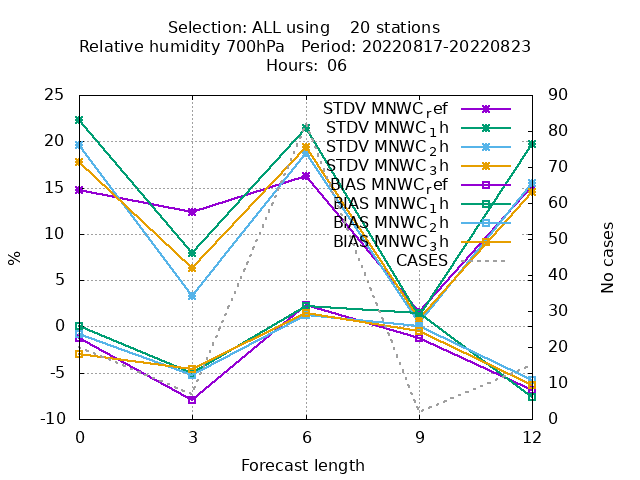 Selection: ALL using    20 stations
Relative humidity 700hPa   Period: 20220817-20220823
Hours: 06
25
20
15
10
5
0
-5
-10
%
90
80
70
60
50
40
30
20
10
0
No cases
STDV MNWC_ref
STDV MNWC_1h
STDV MNWC_2h
STDV MNWC_3h
BIAS MNWC_ref
BIAS MNWC_1h
BIAS MNWC_2h
BIAS MNWC_3h
CASES
0 3 6 9 12
Forecast length